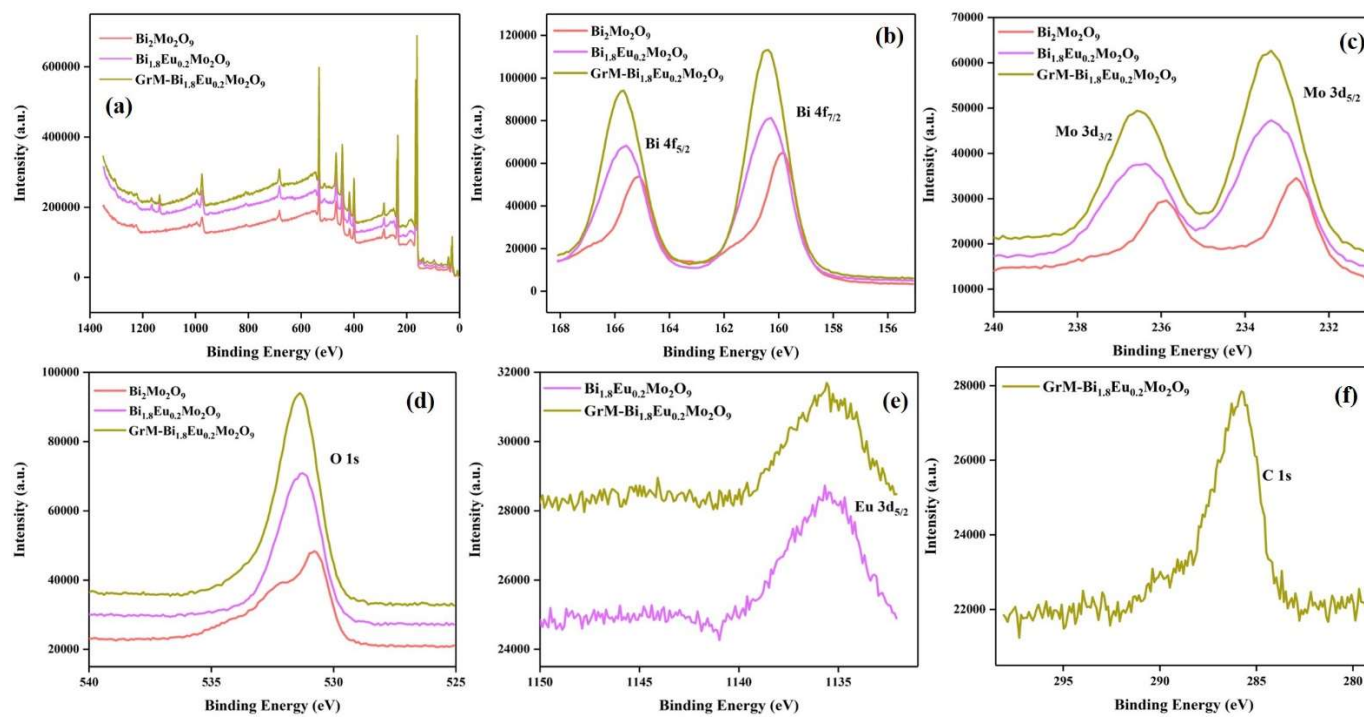 Bi₂Mo₂O₉
Bi₁.₈Eu₀.₂Mo₂O₉
GrM-Bi₁.₈Eu₀.₂Mo₂O₉
(a)
600000
400000
200000
0
Intensity (a.u.)
1400 1200 1000 800 600 400 200 0
Binding Energy (eV)
Bi₂Mo₂O₉
Bi₁.₈Eu₀.₂Mo₂O₉
GrM-Bi₁.₈Eu₀.₂Mo₂O₉
(b)
Bi 4f₇/₂
Bi 4f₅/₂
120000
100000
80000
60000
40000
20000
0
Intensity (a.u.)
168 166 164 162 160 158 156
Binding Energy (eV)
Bi₂Mo₂O₉
Bi₁.₈Eu₀.₂Mo₂O₉
GrM-Bi₁.₈Eu₀.₂Mo₂O₉
(c)
Mo 3d₅/₂
Mo 3d₃/₂
70000
60000
50000
40000
30000
20000
10000
Intensity (a.u.)
240 238 236 234 232
Binding Energy (eV)
Bi₂Mo₂O₉
Bi₁.₈Eu₀.₂Mo₂O₉
GrM-Bi₁.₈Eu₀.₂Mo₂O₉
(d)
O 1s
100000
80000
60000
40000
20000
Intensity (a.u.)
540 535 530 525
Binding Energy (eV)
Bi₁.₈Eu₀.₂Mo₂O₉
GrM-Bi₁.₈Eu₀.₂Mo₂O₉
(e)
Eu 3d₅/₂
32000
30000
28000
26000
24000
Intensity (a.u.)
1150 1145 1140 1135
Binding Energy (eV)
GrM-Bi₁.₈Eu₀.₂Mo₂O₉
(f)
C 1s
28000
26000
24000
22000
Intensity (a.u.)
295 290 285 280
Binding Energy (eV)